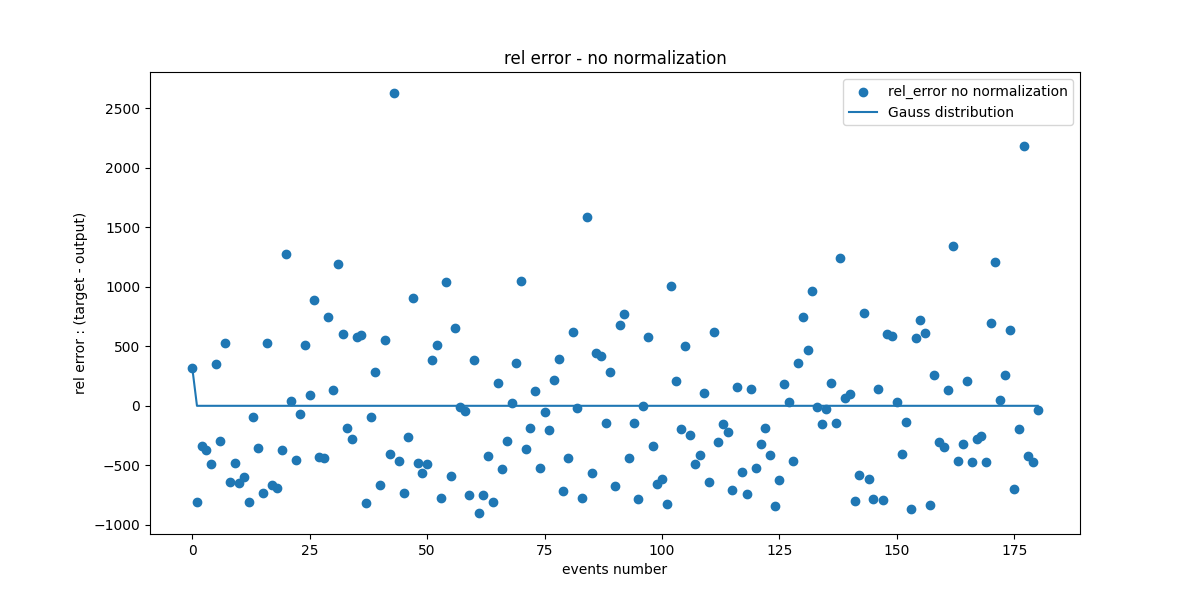 rel error - no normalization
rel_error no normalization
Gauss distribution
rel error : (target - output)
2500
2000
1500
1000
500
0
−500
−1000
0 25 50 75 100 125 150 175
events number